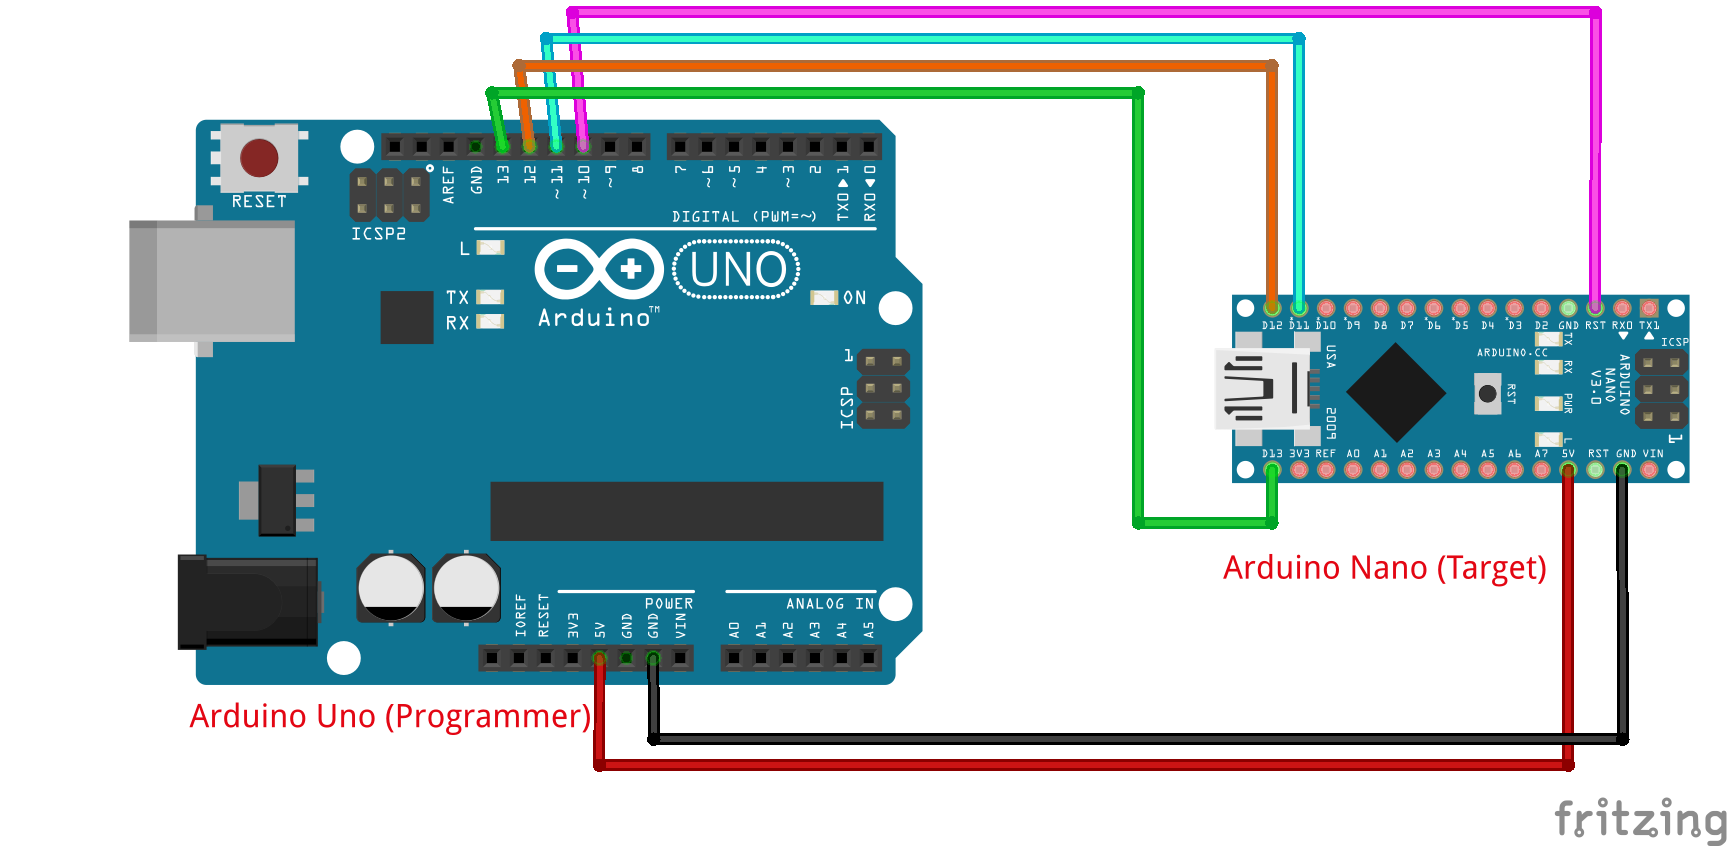 RESET
ICSP2
AREF
GND
13
12
~11
~10
~9
8
7
~6
~5
4
~3
2
TX0▶1
RX0◀0
DIGITAL (PWM=~)
L
TX
RX
Arduino™
UNO
ON
1
ICSP
IOREF
RESET
3V3
5V
GND
GND
VIN
POWER
A0
A1
A2
A3
A4
A5
ANALOG IN
Arduino Uno (Programmer)
D12
D11
D10
D9
D8
D7
D6
D5
D4
D3
D2
GND
RST
RX0
TX1
USA
2009
ARDUINO.CC
RST
TX
RX
PWR
L
ARDUINO
NANO
V3.0
ICSP
1
D13
3V3
REF
A0
A1
A2
A3
A4
A5
A6
A7
5V
RST
GND
VIN
Arduino Nano (Target)
fritzing